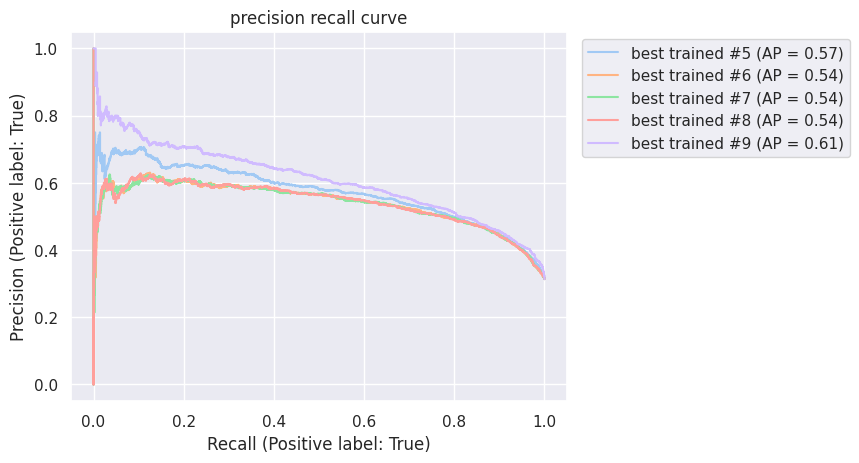 precision recall curve
1.0
0.8
0.6
0.4
0.2
0.0
Precision (Positive label: True)
0.0 0.2 0.4 0.6 0.8 1.0
Recall (Positive label: True)
best trained #5 (AP = 0.57)
best trained #6 (AP = 0.54)
best trained #7 (AP = 0.54)
best trained #8 (AP = 0.54)
best trained #9 (AP = 0.61)